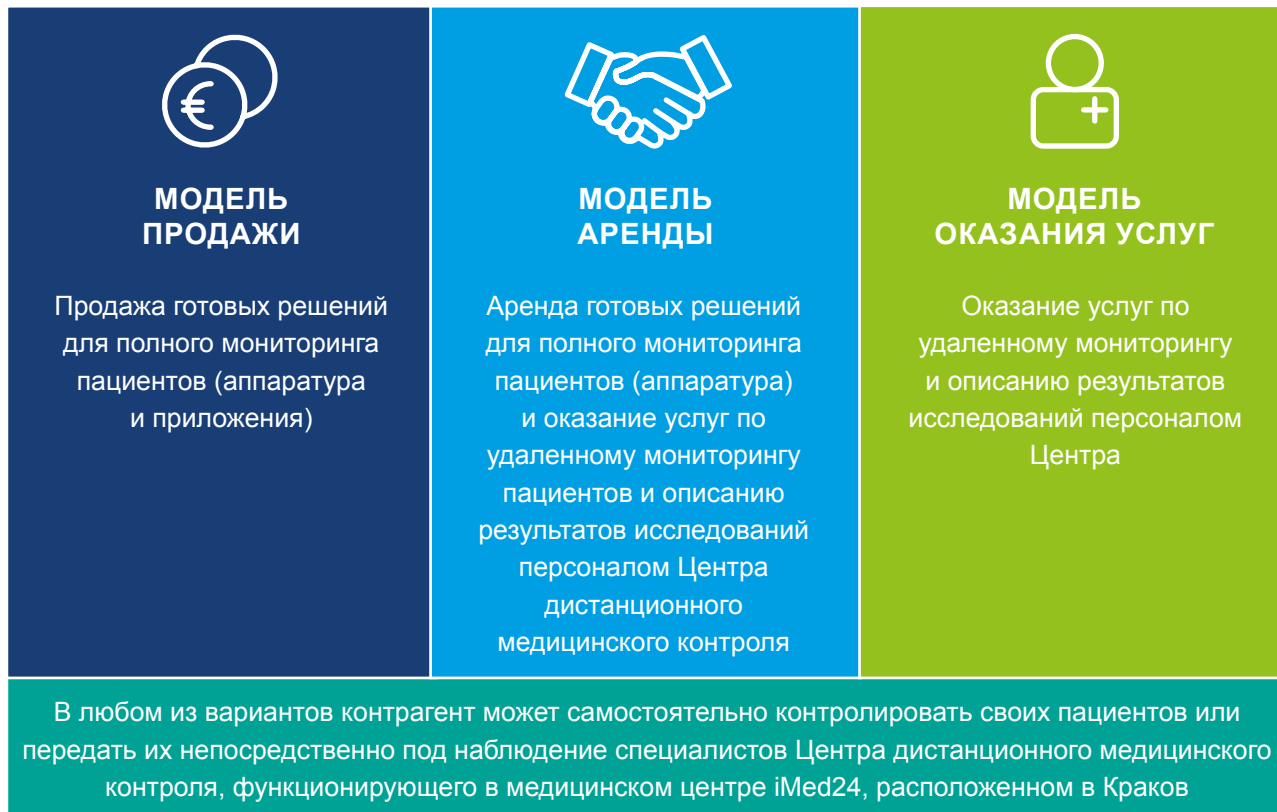 МОДЕЛЬ
ПРОДАЖИ
Продажа готовых решений
для полного мониторинга
пациентов (аппаратура
и приложения)
МОДЕЛЬ
АРЕНДЫ
Аренда готовых решений
для полного мониторинга
пациентов (аппаратура)
и оказание услуг по
удаленному мониторингу
пациентов и описанию
результатов исследований
персоналом Центра
дистанционного
медицинского контроля
МОДЕЛЬ
ОКАЗАНИЯ УСЛУГ
Оказание услуг по
удаленному мониторингу
и описанию результатов
исследований персоналом
Центра
В любом из вариантов контрагент может самостоятельно контролировать своих пациентов или
передать их непосредственно под наблюдение специалистов Центра дистанционного медицинского
контроля, функционирующего в медицинском центре iMed24, расположенном в Краков